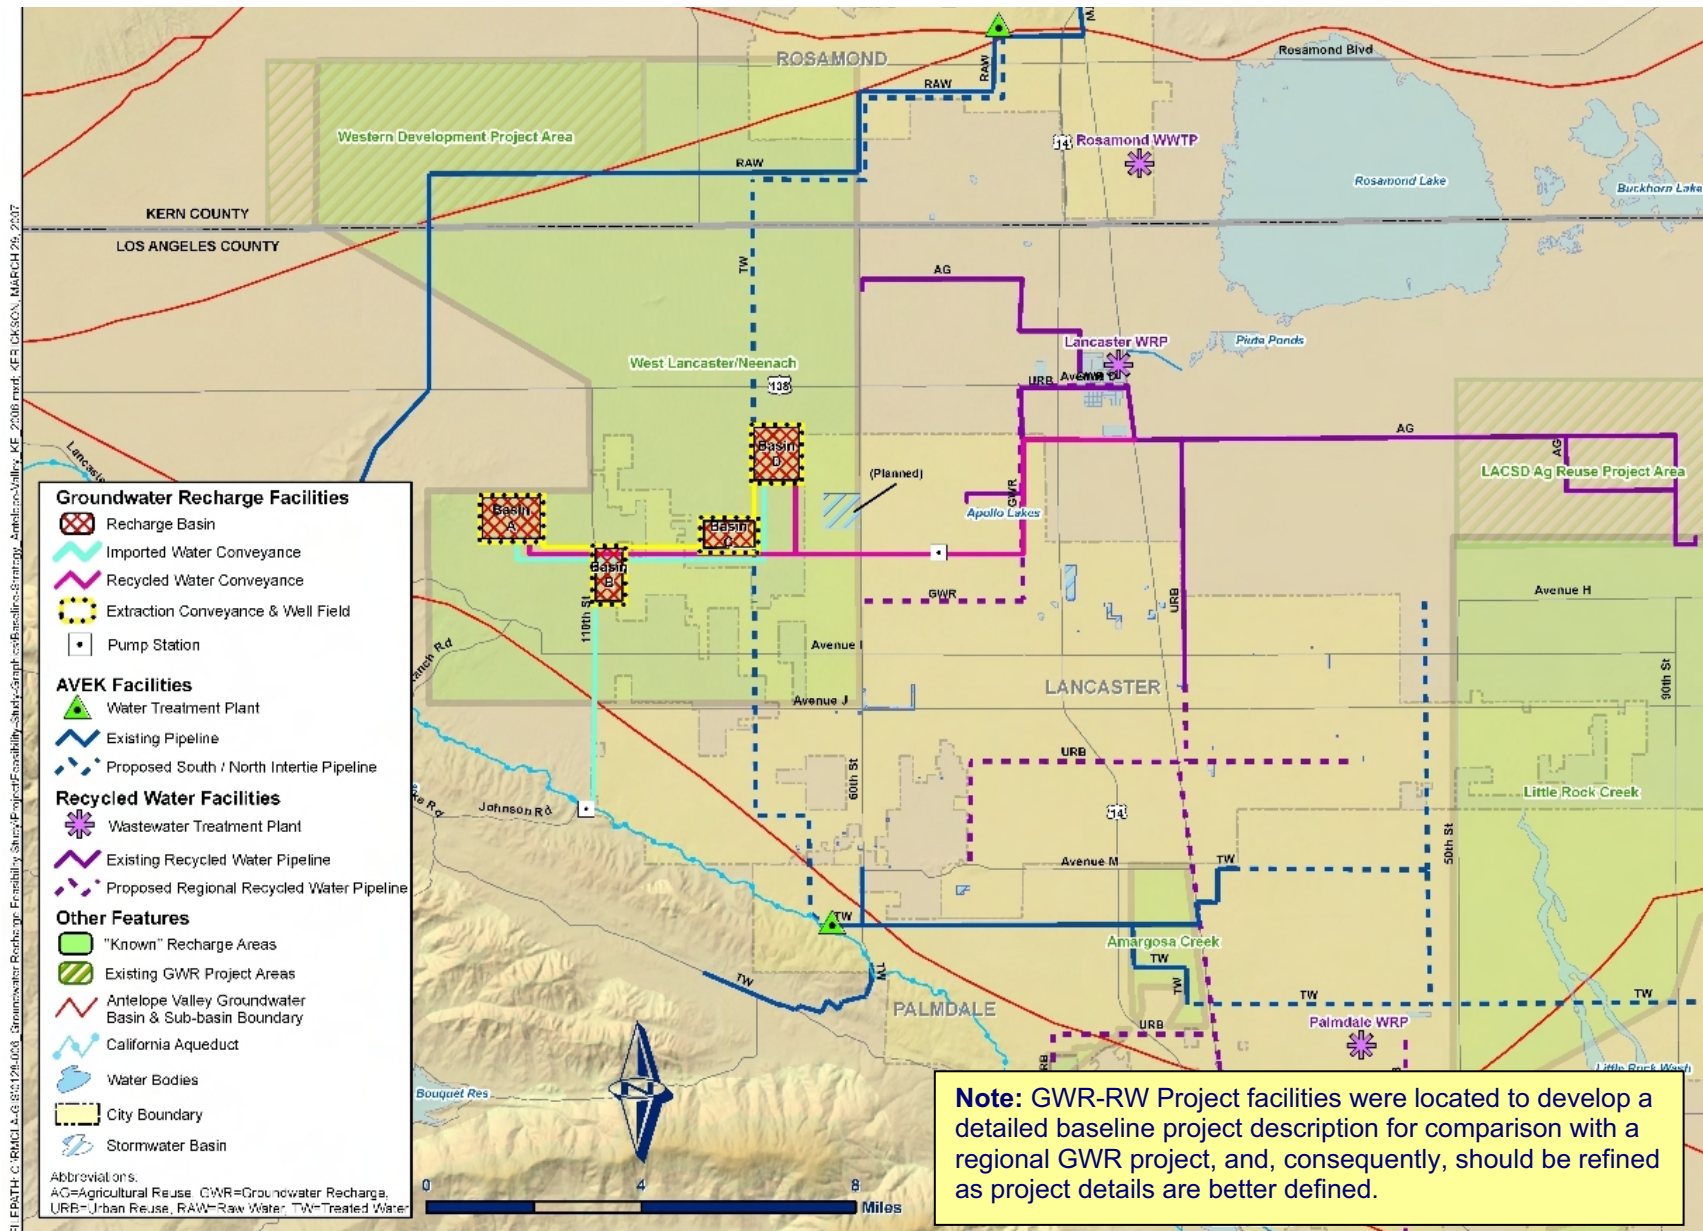 ROSAMOND
Rosamond Blvd
RAW
RAW
Western Development Project Area
14
Rosamond WWTP
RAW
Rosamond Lake
Buckhorn Lake
KERN COUNTY
LOS ANGELES COUNTY
TW
AG
Lancaster WRP
Piute Ponds
West Lancaster/Neenach
138
URB
AG
AG
Basin
D
(Planned)
LACSD Ag Reuse Project Area
GWR
Apollo Lakes
Basin
A
Basin
C
Basin
B
GWR
URB
Avenue H
110th St
Avenue I
90th St
LANCASTER
Avenue J
URB
60th St
Johnson Rd
14
Little Rock Creek
50th St
Avenue M
TW
TW
Amargosa Creek
TW
TW
TW
TW
TW
TW
PALMDALE
URB
Palmdale WRP
Little Rock Wash
Bouquet Res
N
Groundwater Recharge Facilities
Recharge Basin
Imported Water Conveyance
Recycled Water Conveyance
Extraction Conveyance & Well Field
Pump Station
AVEK Facilities
Water Treatment Plant
Existing Pipeline
Proposed South / North Intertie Pipeline
Recycled Water Facilities
Wastewater Treatment Plant
Existing Recycled Water Pipeline
Proposed Regional Recycled Water Pipeline
Other Features
"Known" Recharge Areas
Existing GWR Project Areas
Antelope Valley Groundwater
Basin & Sub-basin Boundary
California Aqueduct
Water Bodies
City Boundary
Stormwater Basin
Abbreviations:
AG=Agricultural Reuse, GWR=Groundwater Recharge,
URB=Urban Reuse, RAW=Raw Water, TW=Treated Water
0 4 8
Miles
Note: GWR-RW Project facilities were located to develop a
detailed baseline project description for comparison with a
regional GWR project, and, consequently, should be refined
as project details are better defined.